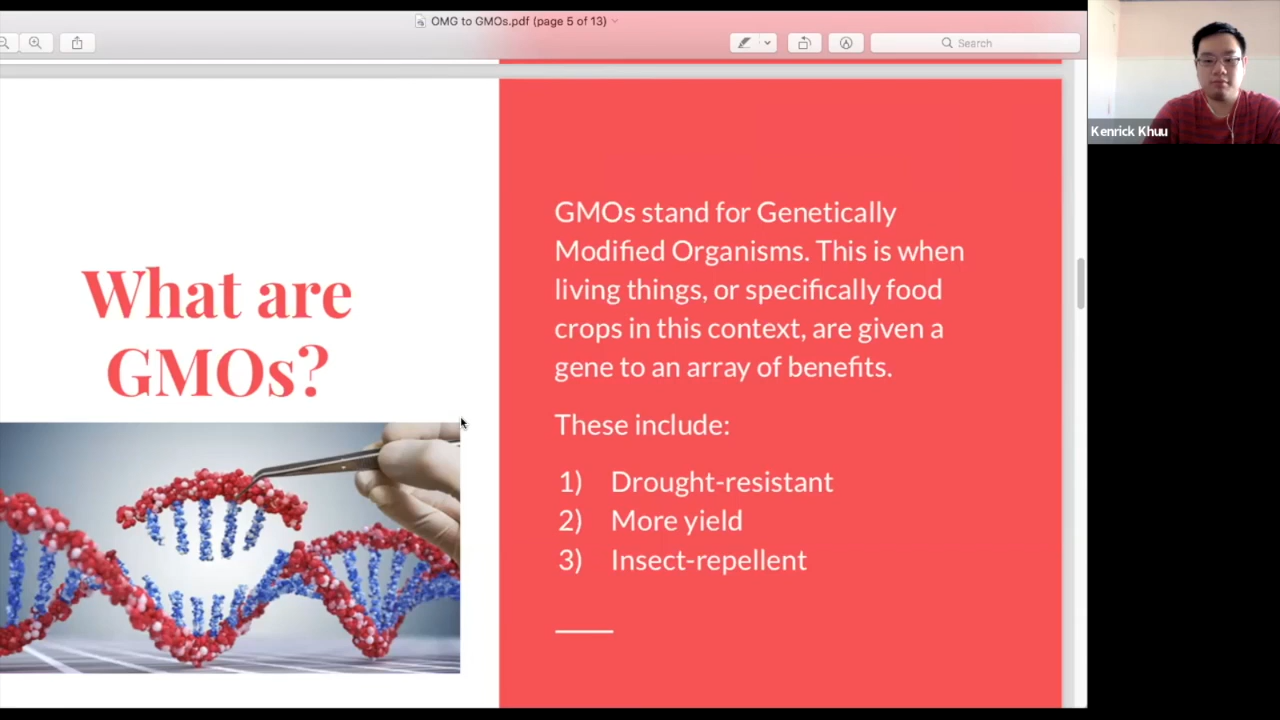 OMG to GMOs.pdf (page 5 of 13)
Search
Kenrick Khuu
What are
GMOs?
GMOs stand for Genetically
Modified Organisms. This is when
living things, or specifically food
crops in this context, are given a
gene to an array of benefits.
These include:
1) Drought-resistant
2) More yield
3) Insect-repellent